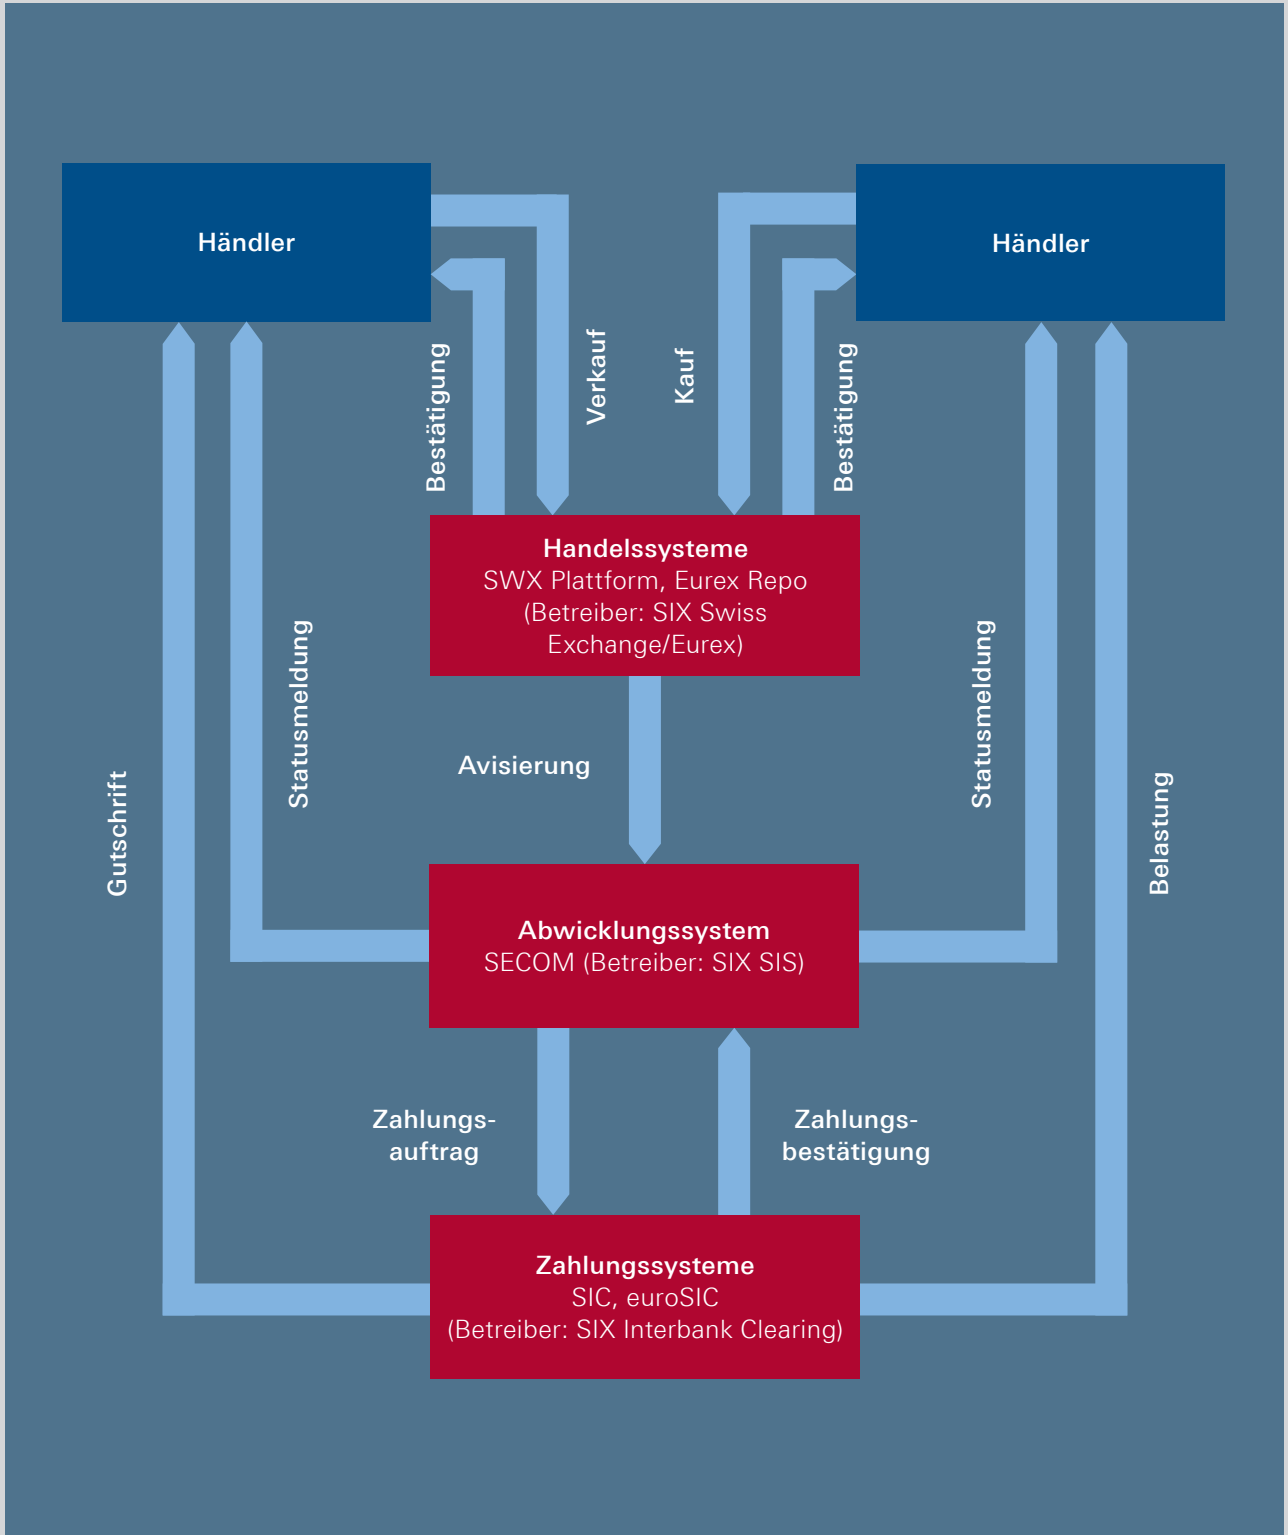 Händler
Händler
Bestätigung
Verkauf
Kauf
Bestätigung
Handelssysteme
SWX Plattform, Eurex Repo
(Betreiber: SIX Swiss
Exchange/Eurex)
Statusmeldung
Statusmeldung
Avisierung
Gutschrift
Belastung
Abwicklungssystem
SECOM (Betreiber: SIX SIS)
Zahlungs-
auftrag
Zahlungs-
bestätigung
Zahlungssysteme
SIC, euroSIC
(Betreiber: SIX Interbank Clearing)